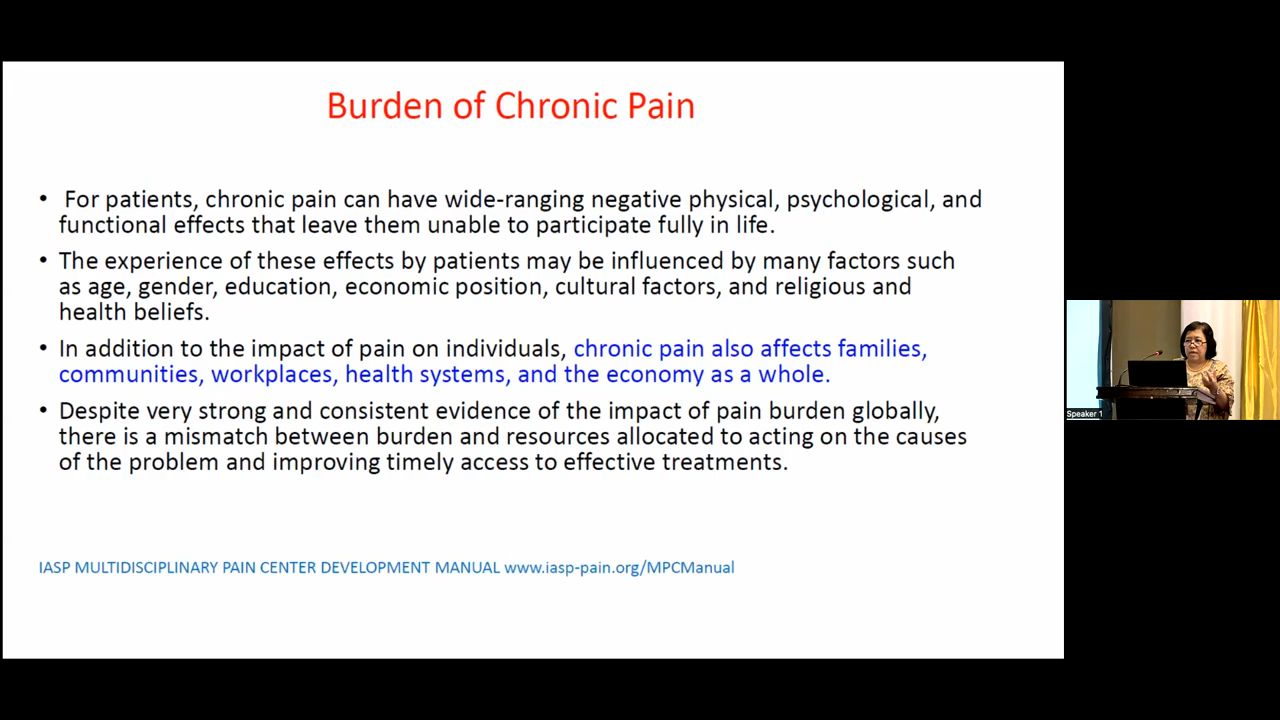 Burden of Chronic Pain
• For patients, chronic pain can have wide-ranging negative physical, psychological, and
functional effects that leave them unable to participate fully in life.
• The experience of these effects by patients may be influenced by many factors such
as age, gender, education, economic position, cultural factors, and religious and
health beliefs.
• In addition to the impact of pain on individuals, chronic pain also affects families,
communities, workplaces, health systems, and the economy as a whole.
• Despite very strong and consistent evidence of the impact of pain burden globally,
there is a mismatch between burden and resources allocated to acting on the causes
of the problem and improving timely access to effective treatments.
IASP MULTIDISCIPLINARY PAIN CENTER DEVELOPMENT MANUAL www.iasp-pain.org/MPCManual
Speaker 1